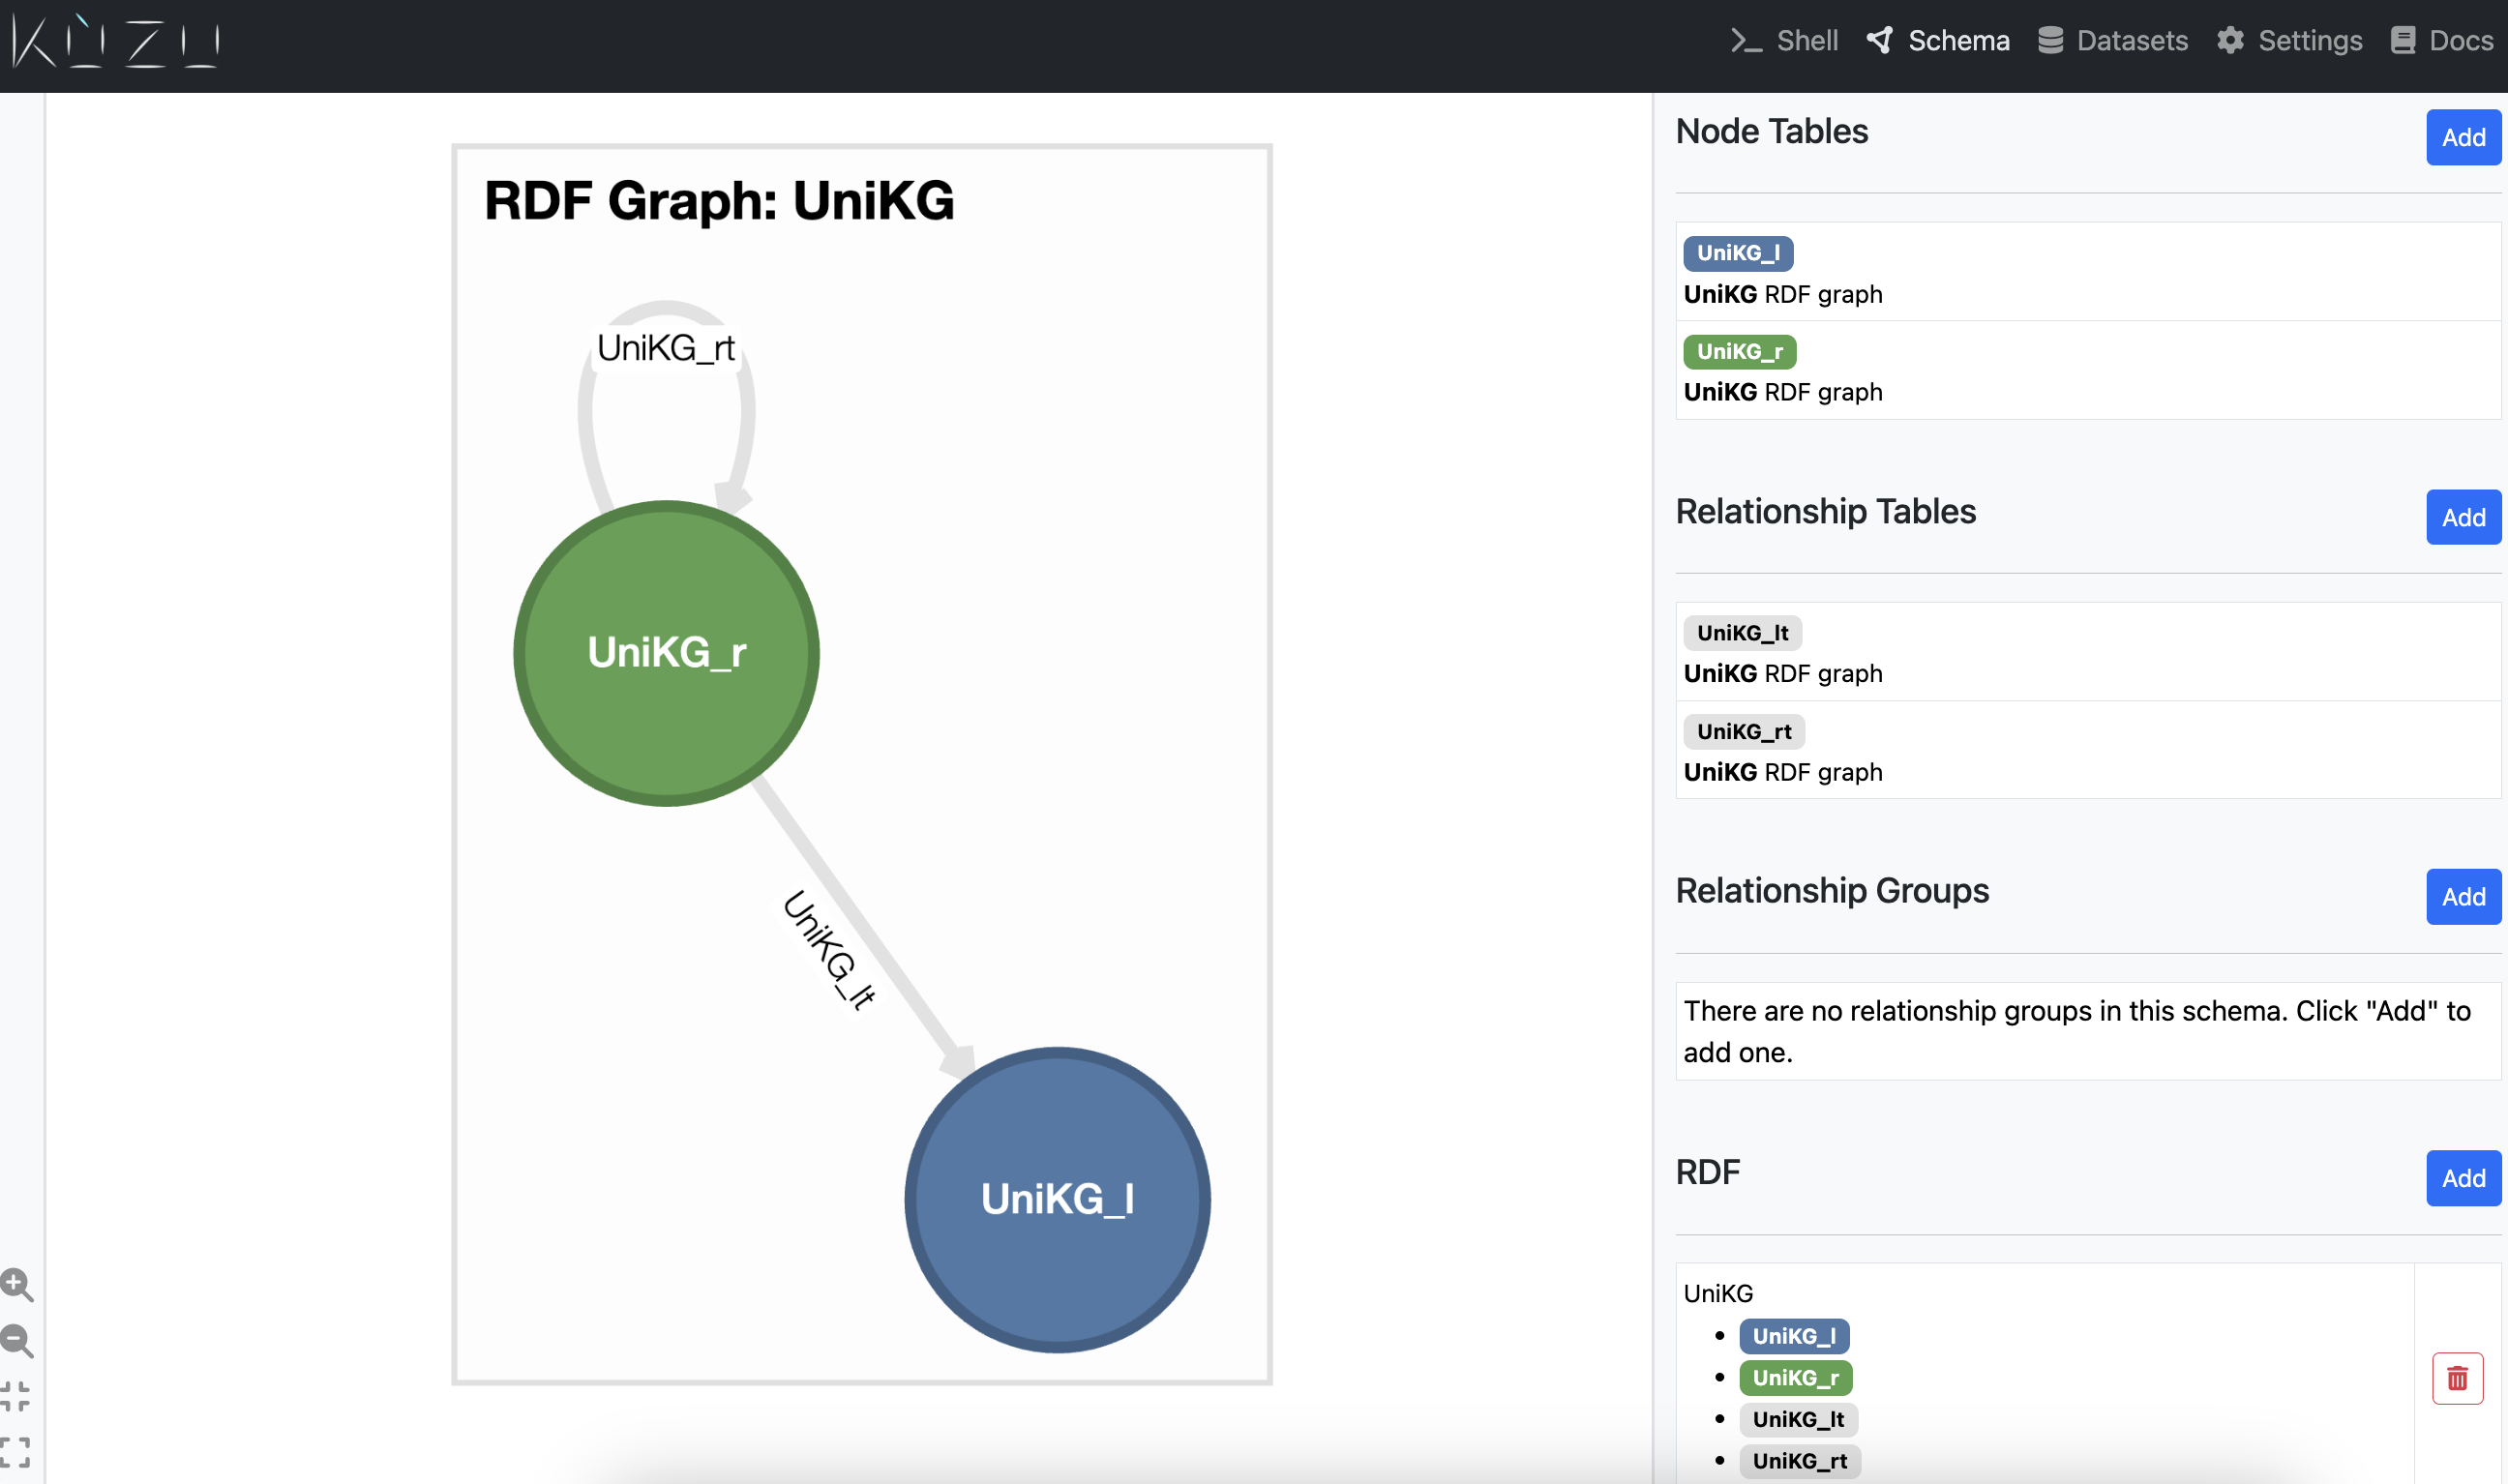 KÙZU
Shell
Schema
Datasets
Settings
Docs
RDF Graph: UniKG
UniKG_rt
UniKG_r
UniKG_lt
UniKG_l
Node Tables
Add
UniKG_l
UniKG RDF graph
UniKG_r
UniKG RDF graph
Relationship Tables
Add
UniKG_lt
UniKG RDF graph
UniKG_rt
UniKG RDF graph
Relationship Groups
Add
There are no relationship groups in this schema. Click "Add" to
add one.
RDF
Add
UniKG
UniKG_l
UniKG_r
UniKG_lt
UniKG_rt